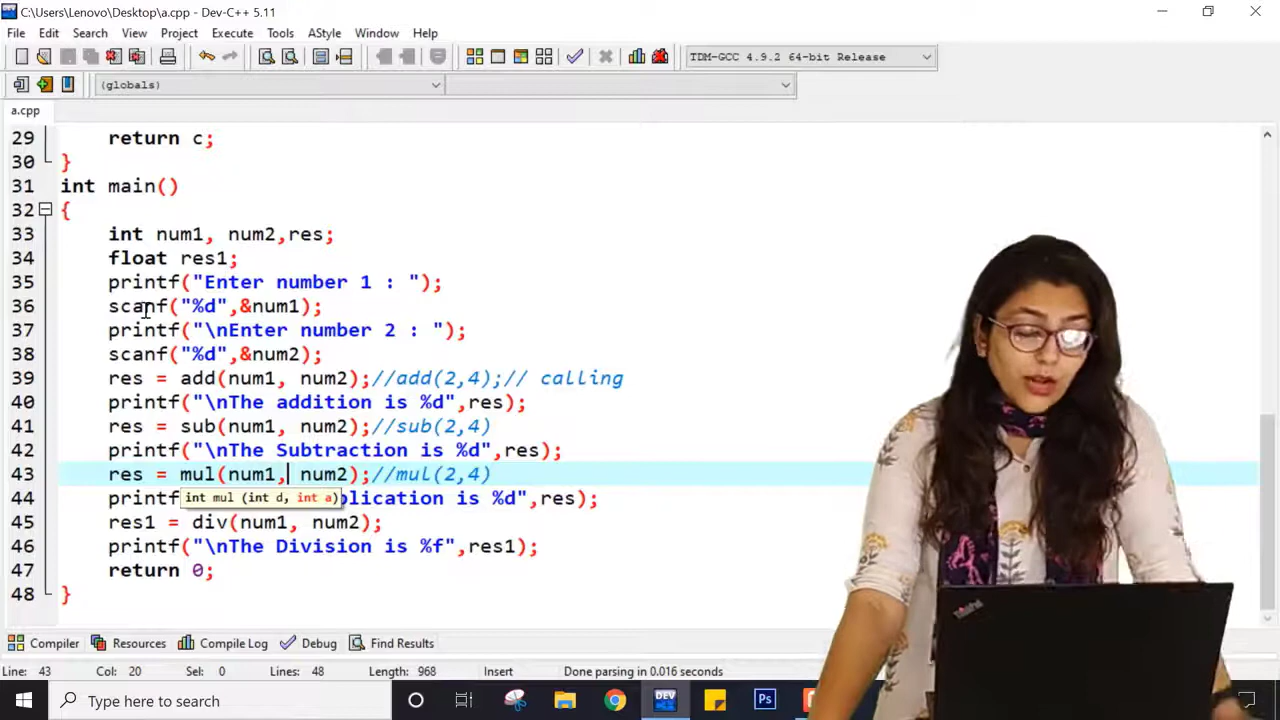 C:\Users\Lenovo\Desktop\a.cpp - Dev-C++ 5.11
File Edit Search View Project Execute Tools AStyle Window Help
TDM-GCC 4.9.2 64-bit Release
(globals)
a.cpp
29 return c;
30 }
31 int main()
32 {
33 int num1, num2,res;
34 float res1;
35 printf("Enter number 1 : ");
36 scanf("%d",&num1);
37 printf("\nEnter number 2 : ");
38 scanf("%d",&num2);
39 res = add(num1, num2);//add(2,4);// calling
40 printf("\nThe addition is %d",res);
41 res = sub(num1, num2);//sub(2,4)
42 printf("\nThe Subtraction is %d",res);
43 res = mul(num1, num2);//mul(2,4)
int mul (int d, int a)
44 printf plication is %d",res);
45 res1 = div(num1, num2);
46 printf("\nThe Division is %f",res1);
47 return 0;
48 }
Compiler Resources Compile Log Debug Find Results
Line: 43 Col: 20 Sel: 0 Lines: 48 Length: 968 Insert Done parsing in 0.016 seconds
Type here to search DEV Ps
ThinkPad